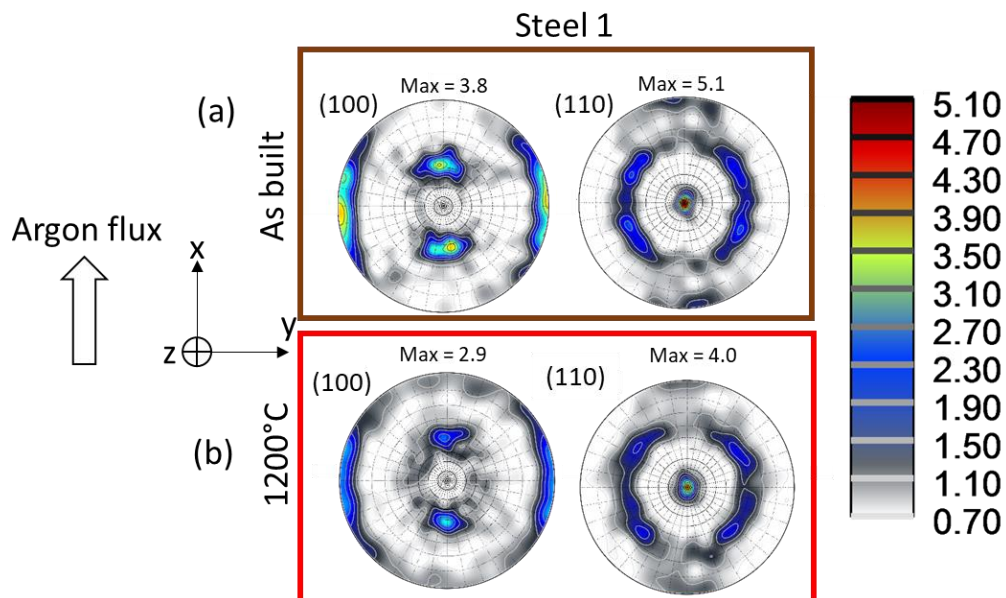 Steel 1
(a)
As built
(100)
Max = 3.8
(110)
Max = 5.1
Argon flux
x
y
z
(b)
1200°C
(100)
Max = 2.9
(110)
Max = 4.0
5.10
4.70
4.30
3.90
3.50
3.10
2.70
2.30
1.90
1.50
1.10
0.70